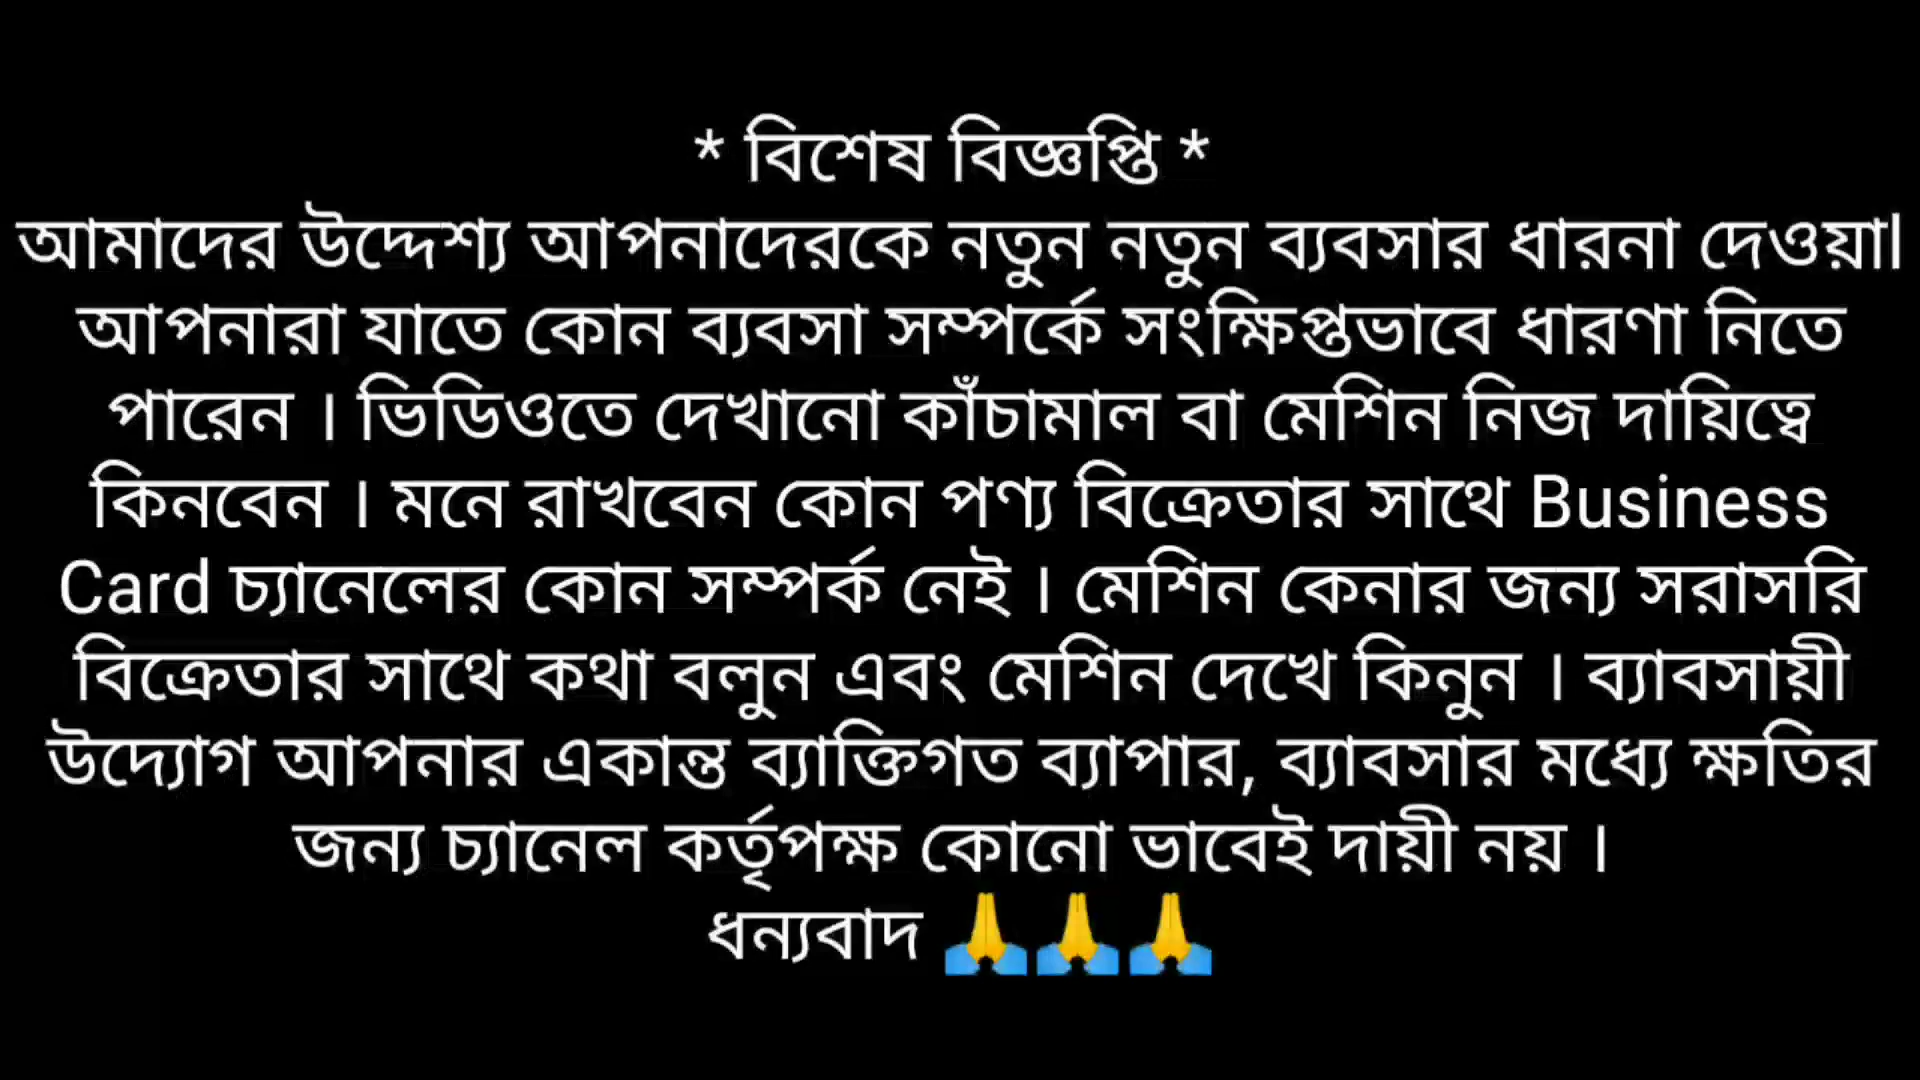 * বিশেষ বিজ্ঞপ্তি *
আমাদের উদ্দেশ্য আপনাদেরকে নতুন নতুন ব্যবসার ধারনা দেওয়া|
আপনারা যাতে কোন ব্যবসা সম্পর্কে সংক্ষিপ্তভাবে ধারণা নিতে
পারেন । ভিডিওতে দেখানো কাঁচামাল বা মেশিন নিজ দায়িত্বে
কিনবেন । মনে রাখবেন কোন পণ্য বিক্রেতার সাথে Business
Card চ্যানেলের কোন সম্পর্ক নেই । মেশিন কেনার জন্য সরাসরি
বিক্রেতার সাথে কথা বলুন এবং মেশিন দেখে কিনুন । ব্যাবসায়ী
উদ্যোগ আপনার একান্ত ব্যাক্তিগত ব্যাপার, ব্যাবসার মধ্যে ক্ষতির
জন্য চ্যানেল কর্তৃপক্ষ কোনো ভাবেই দায়ী নয় ।
ধন্যবাদ 🙏🙏🙏